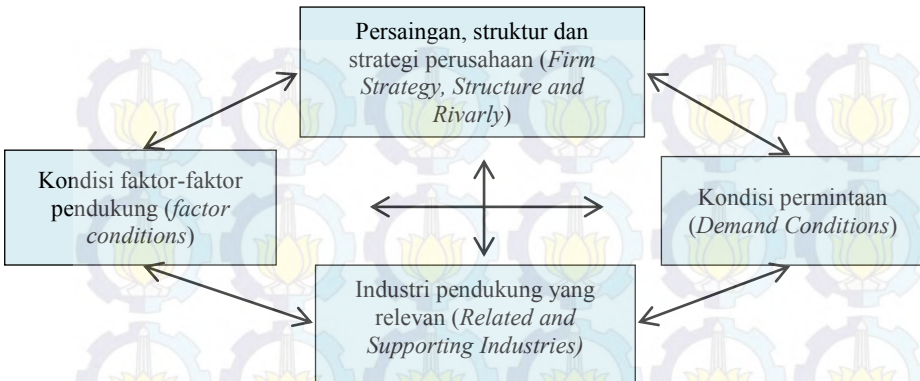 Persaingan, struktur dan
strategi perusahaan (Firm
Strategy, Structure and
Rivarly)
Kondisi faktor-faktor
pendukung (factor
conditions)
Kondisi permintaan
(Demand Conditions)
Industri pendukung yang
relevan (Related and
Supporting Industries)